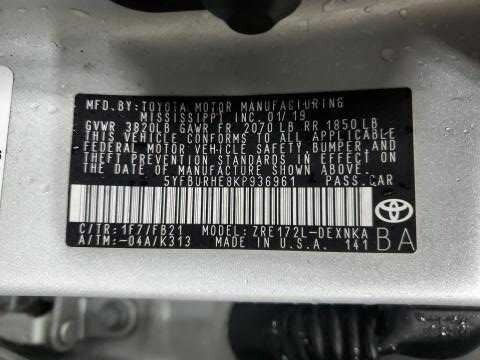 MFD.BY:TOYOTA MOTOR MANUFACTURING
MISSISSIPPI INC.01/19
GVWR 3820LB GAWR FR 2070 LB RR 1850 LB
THIS VEHICLE CONFORMS TO ALL APPLICABLE
FEDERAL MOTOR VEHICLE SAFETY, BUMPER, AND
THEFT PREVENTION STANDARDS IN EFFECT ON
THE DATE OF MANUFACTURE SHOWN ABOVE.
5YFBURHE8KP936961 PASS.CAR
C/TR:1F7/FB21 MODEL:ZRE172L-DEXNKA
A/TM:-04A/K313 MADE IN U.S.A. 141
BA
TOYOTA